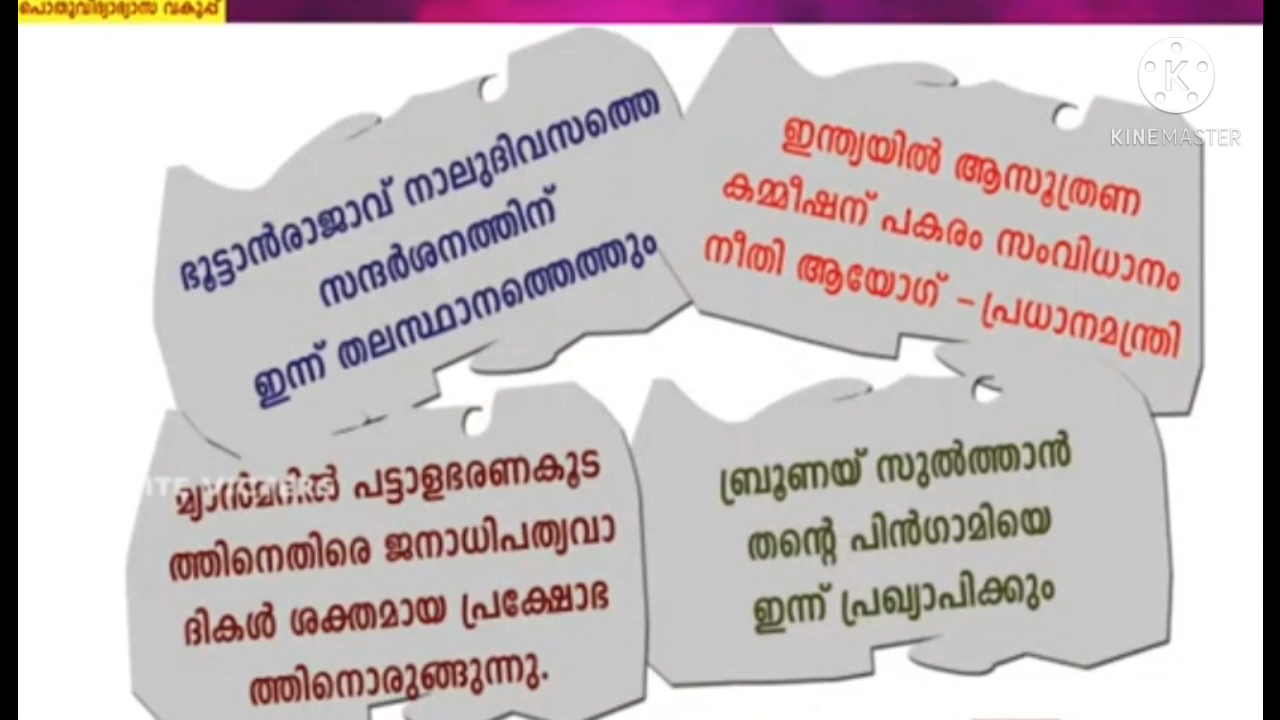 പൊതുവിദ്യാഭ്യാസ വകുപ്പ്
KINEMASTER
ഭൂട്ടാൻരാജാവ് നാലുദിവസത്തെ
സന്ദർശനത്തിന്
ഇന്ന് തലസ്ഥാനത്തെത്തും
ഇന്ത്യയിൽ ആസൂത്രണ
കമ്മീഷന് പകരം സംവിധാനം
നീതി ആയോഗ് -പ്രധാനമന്ത്രി
മ്യാൻമറിൽ പട്ടാളഭരണകൂട
ത്തിനെതിരെ ജനാധിപത്യവാ
ദികൾ ശക്തമായ പ്രക്ഷോഭ
ത്തിനൊരുങ്ങുന്നു.
ബ്രൂണയ് സുൽത്താൻ
തന്റെ പിൻഗാമിയെ
ഇന്ന് പ്രഖ്യാപിക്കും